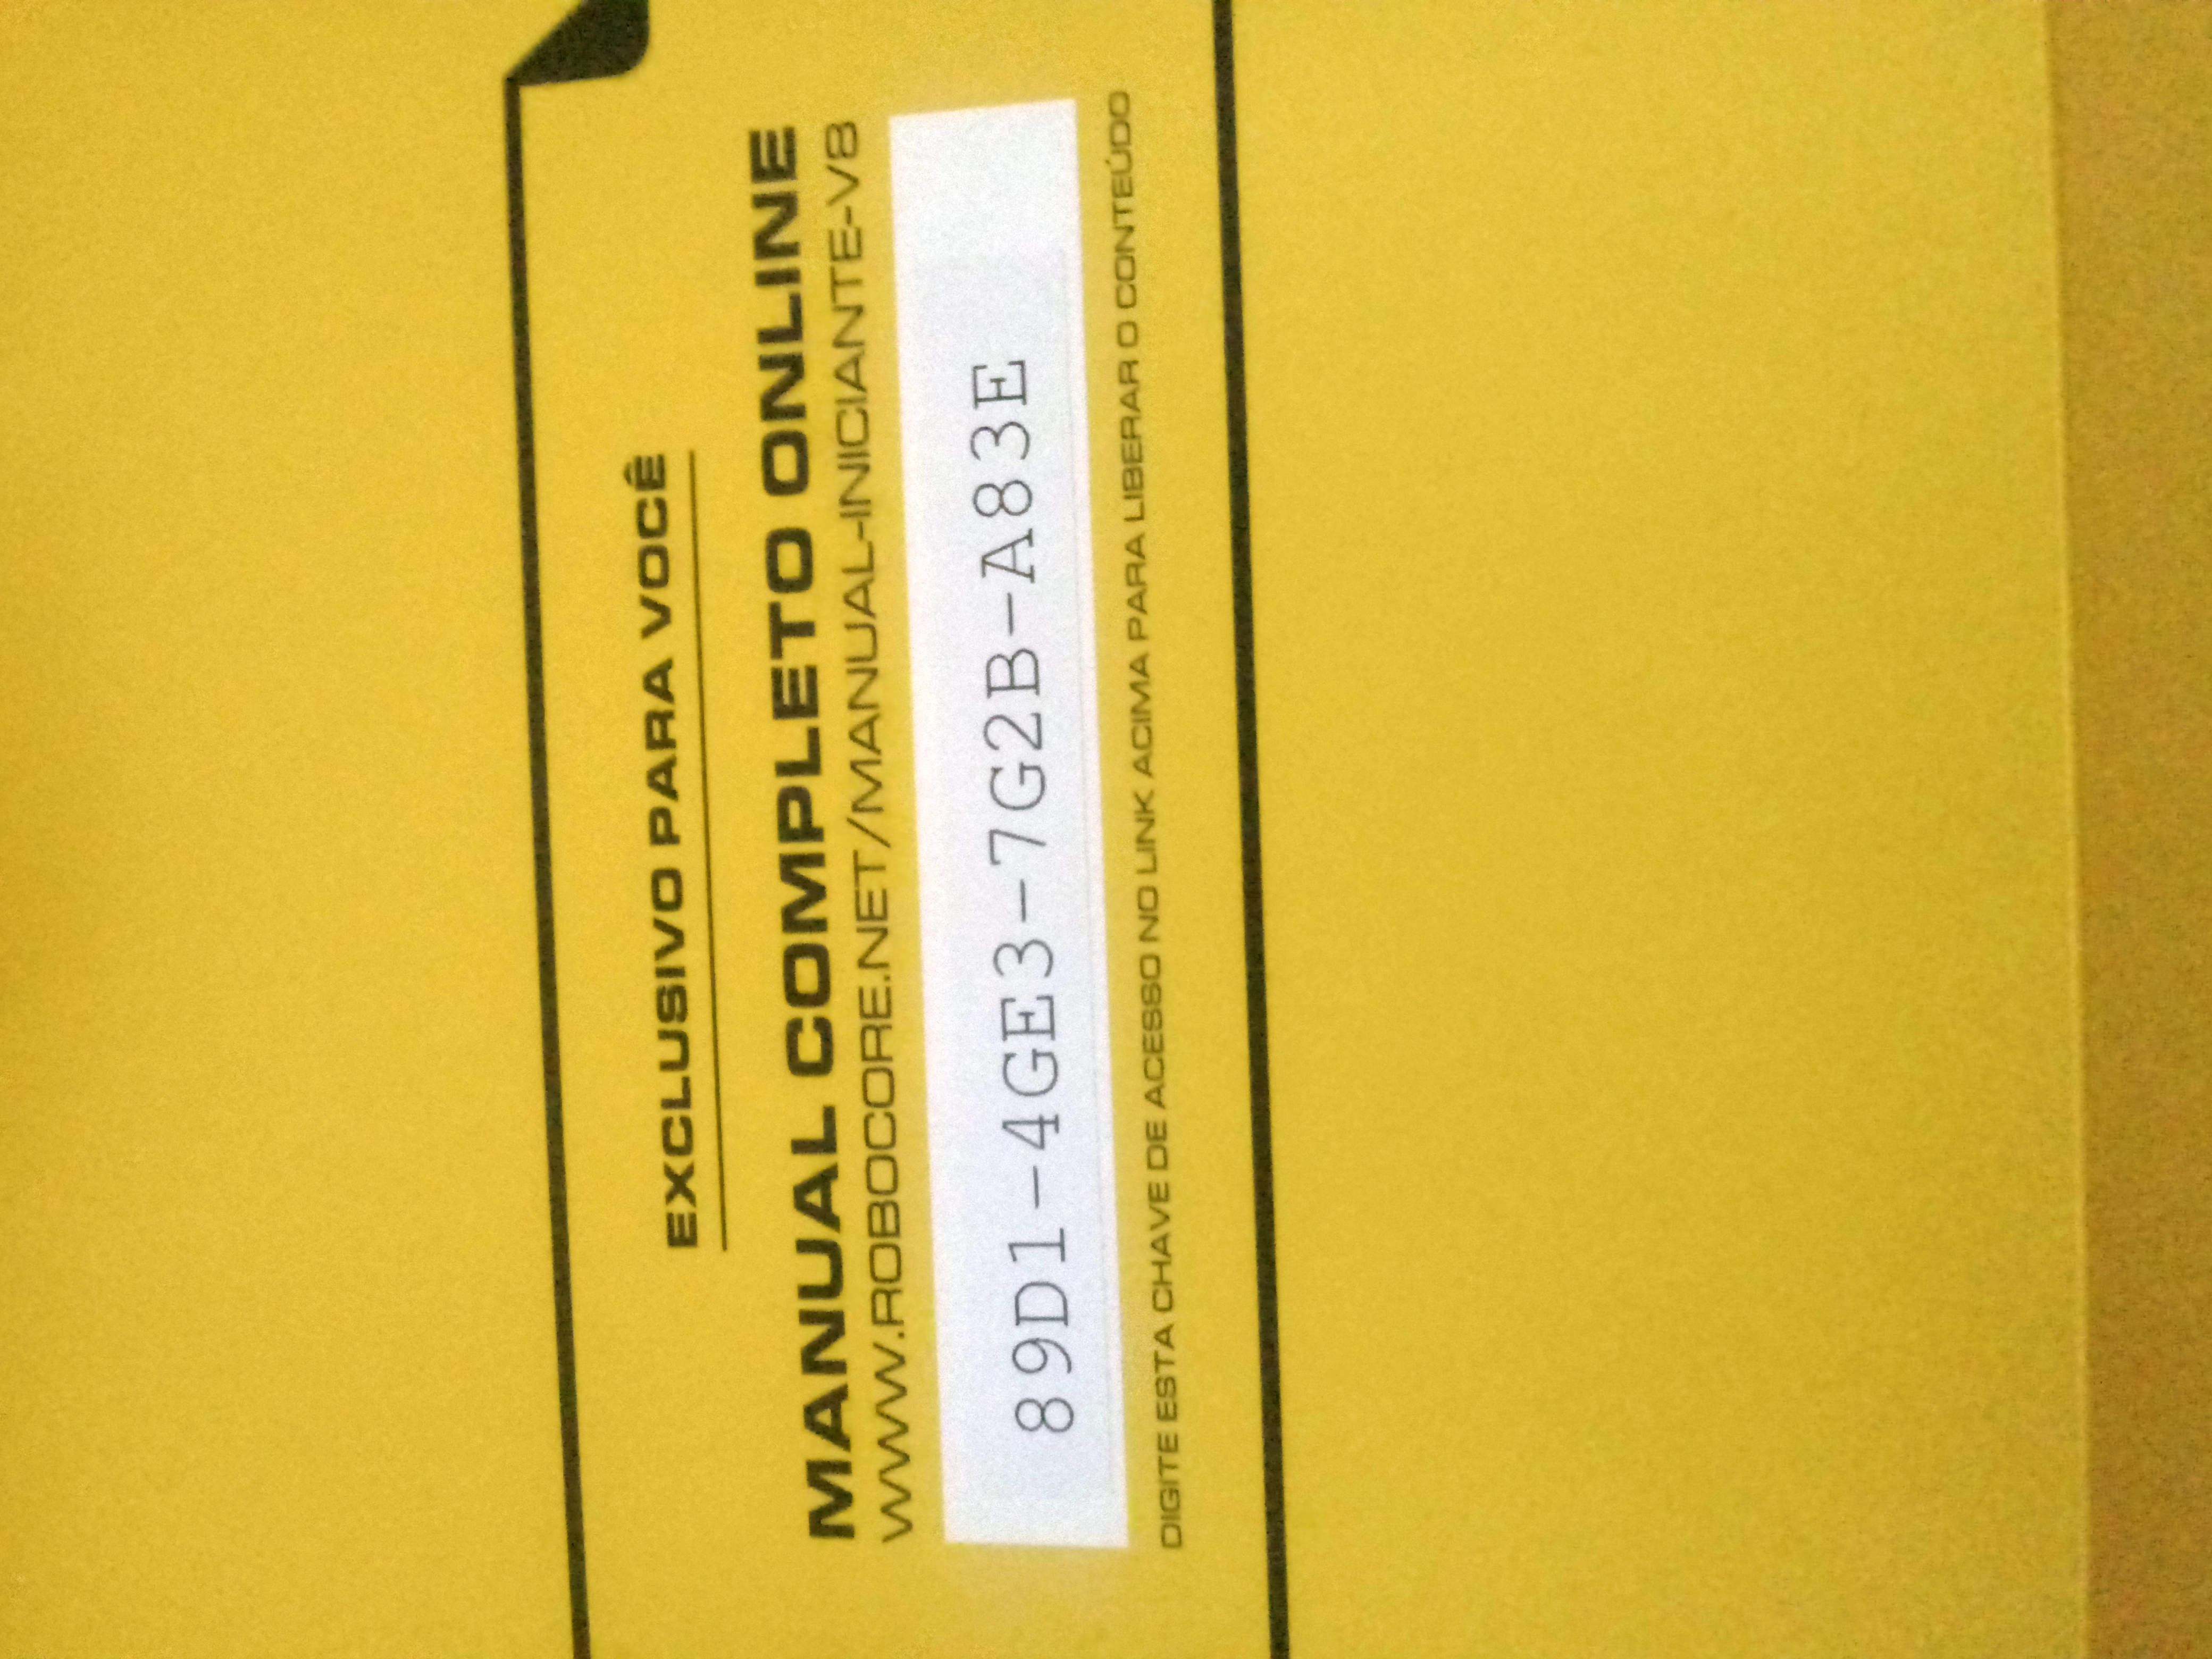 EXCLUSIVO PARA VOCÊ
MANUAL COMPLETO ONLINE
WWW.ROBOCORE.NET/MANUAL-INICIANTE-V8
89D1-4GE3-7G2B-A83E
DIGITE ESTA CHAVE DE ACESSO NO LINK ACIMA PARA LIBERAR O CONTEÚDO